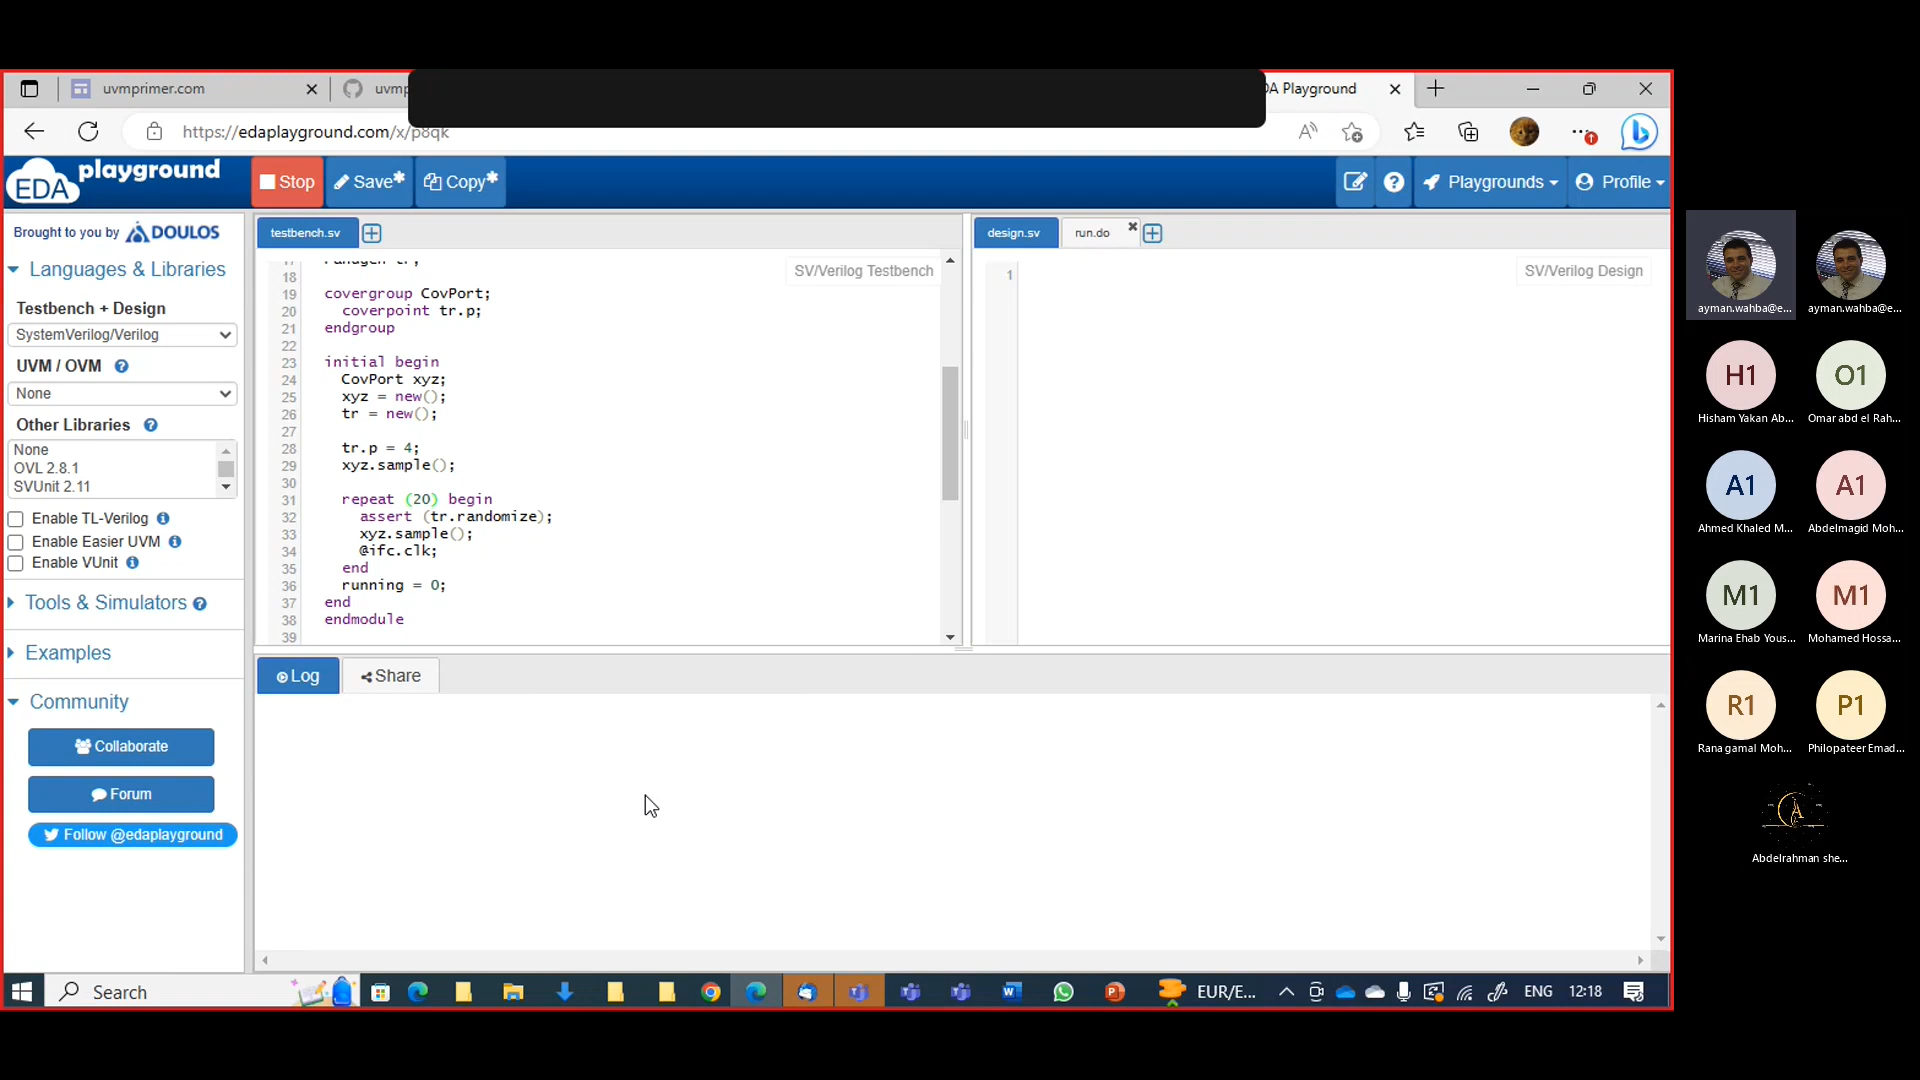 uvmprimer.com
uvmp
DA Playground
https://edaplayground.com/x/p8qk
EDA playground
Stop
Save*
Copy*
Playgrounds
Profile
Brought to you by DOULOS
Languages & Libraries
Testbench + Design
SystemVerilog/Verilog
UVM / OVM
None
Other Libraries
None
OVL 2.8.1
SVUnit 2.11
Enable TL-Verilog
Enable Easier UVM
Enable VUnit
Tools & Simulators
Examples
Community
Collaborate
Forum
Follow @edaplayground
testbench.sv
SV/Verilog Testbench
18
19 covergroup CovPort;
20 coverpoint tr.p;
21 endgroup
22
23 initial begin
24 CovPort xyz;
25 xyz = new();
26 tr = new();
27
28 tr.p = 4;
29 xyz.sample();
30
31 repeat (20) begin
32 assert (tr.randomize);
33 xyz.sample();
34 @ifc.clk;
35 end
36 running = 0;
37 end
38 endmodule
39
design.sv
run.do
1
SV/Verilog Design
Log
Share
Search
EUR/E...
ENG
12:18
ayman.wahba@e...
ayman.wahba@e...
H1
Hisham Yakan Ab...
O1
Omar abd el Rah...
A1
Ahmed Khaled M...
A1
Abdelmagid Moh...
M1
Marina Ehab Yous...
M1
Mohamed Hossa...
R1
Rana gamal Moh...
P1
Philopateer Emad...
Abdelrahman she...